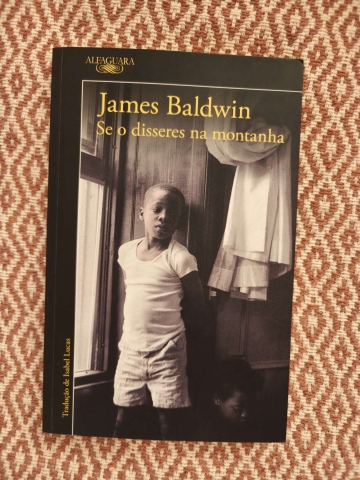 ALFAGUARA
James Baldwin
Se o disseres na montanha
Tradução de Isabel Lucas